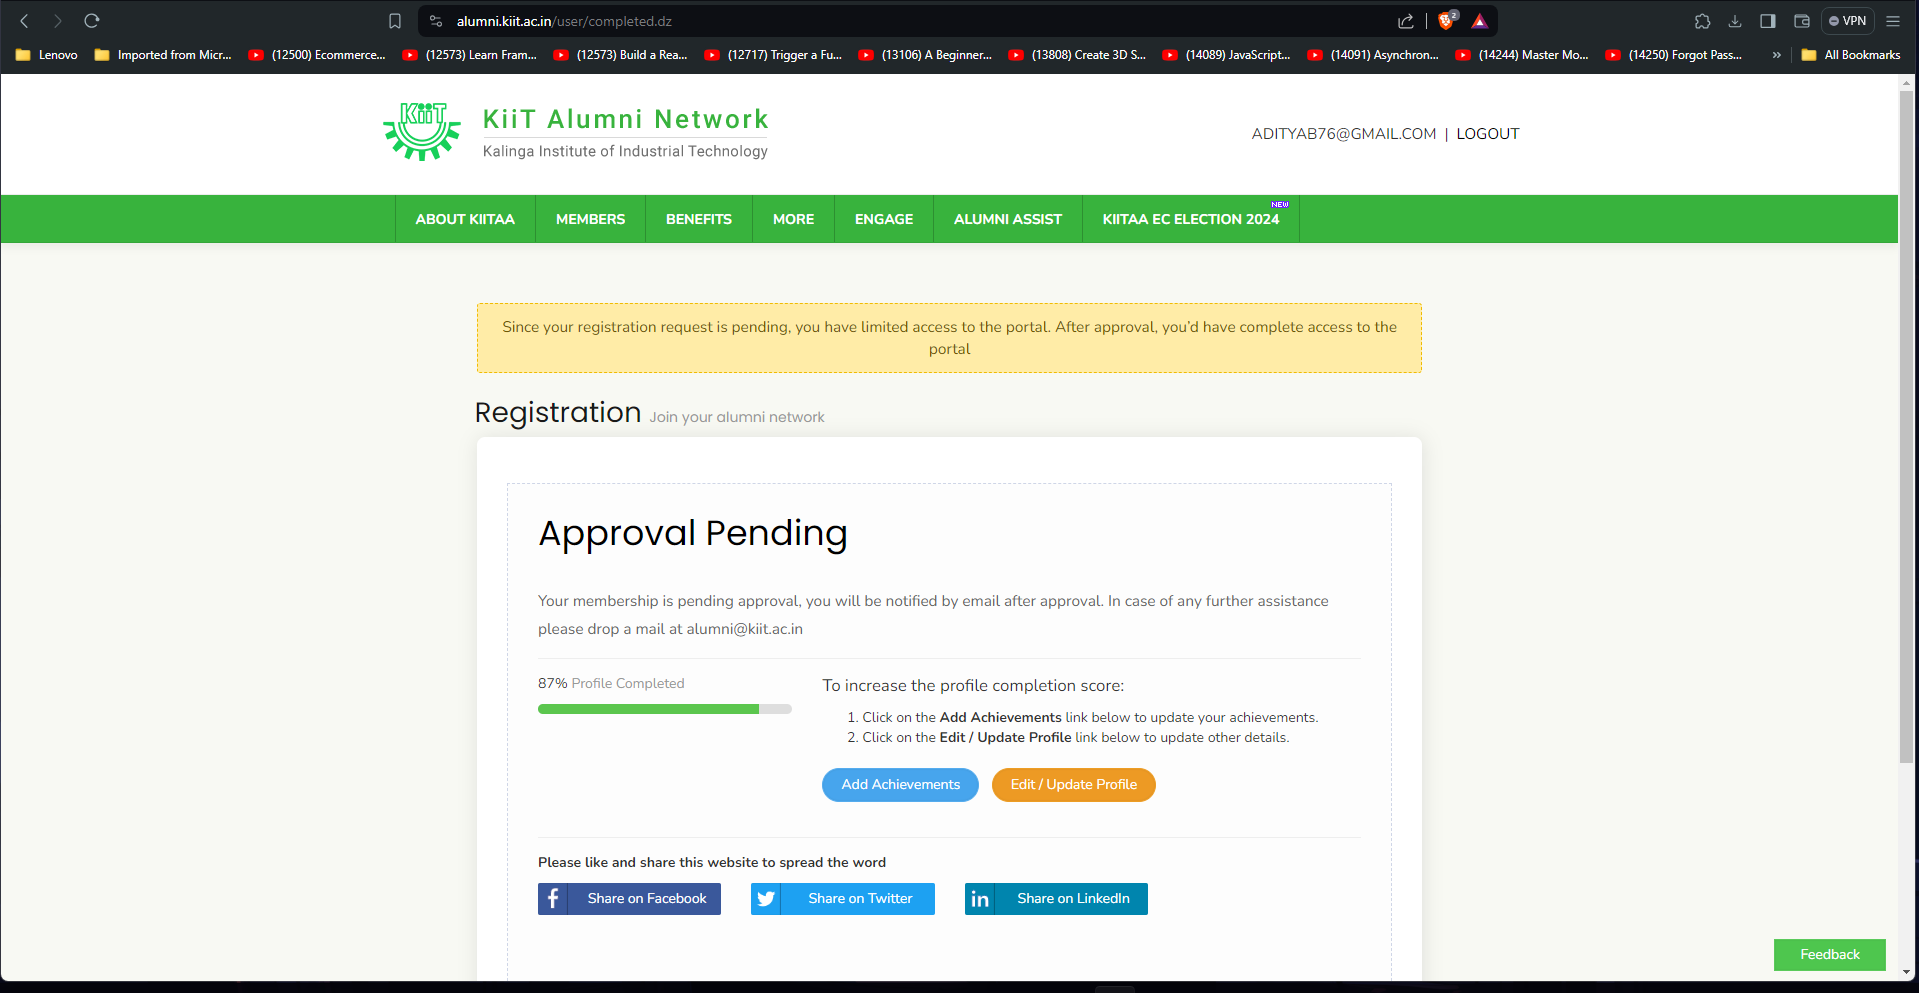 alumni.kiit.ac.in/user/completed.dz
2
VPN
Lenovo
Imported from Micr...
(12500) Ecommerce...
(12573) Learn Fram...
(12573) Build a Rea...
(12717) Trigger a Fu...
(13106) A Beginner...
(13808) Create 3D S...
(14089) JavaScript...
(14091) Asynchron...
(14244) Master Mo...
(14250) Forgot Pass...
»
All Bookmarks
KiiT
KiiT Alumni Network
Kalinga Institute of Industrial Technology
ADITYAB76@GMAIL.COM | LOGOUT
ABOUT KIITAA
MEMBERS
BENEFITS
MORE
ENGAGE
ALUMNI ASSIST
KIITAA EC ELECTION 2024
NEW
Since your registration request is pending, you have limited access to the portal. After approval, you'd have complete access to the
portal
Registration Join your alumni network
Approval Pending
Your membership is pending approval, you will be notified by email after approval. In case of any further assistance
please drop a mail at alumni@kiit.ac.in
87% Profile Completed
To increase the profile completion score:
1. Click on the Add Achievements link below to update your achievements.
2. Click on the Edit / Update Profile link below to update other details.
Add Achievements
Edit / Update Profile
Please like and share this website to spread the word
Share on Facebook
Share on Twitter
in Share on LinkedIn
Feedback